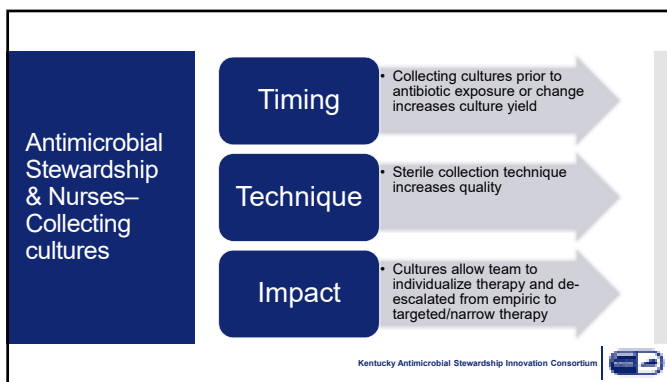 Antimicrobial
Stewardship
& Nurses–
Collecting
cultures
Timing
• Collecting cultures prior to
antibiotic exposure or change
increases culture yield
Technique
• Sterile collection technique
increases quality
Impact
• Cultures allow team to
individualize therapy and de-
escalated from empiric to
targeted/narrow therapy
Kentucky Antimicrobial Stewardship Innovation Consortium